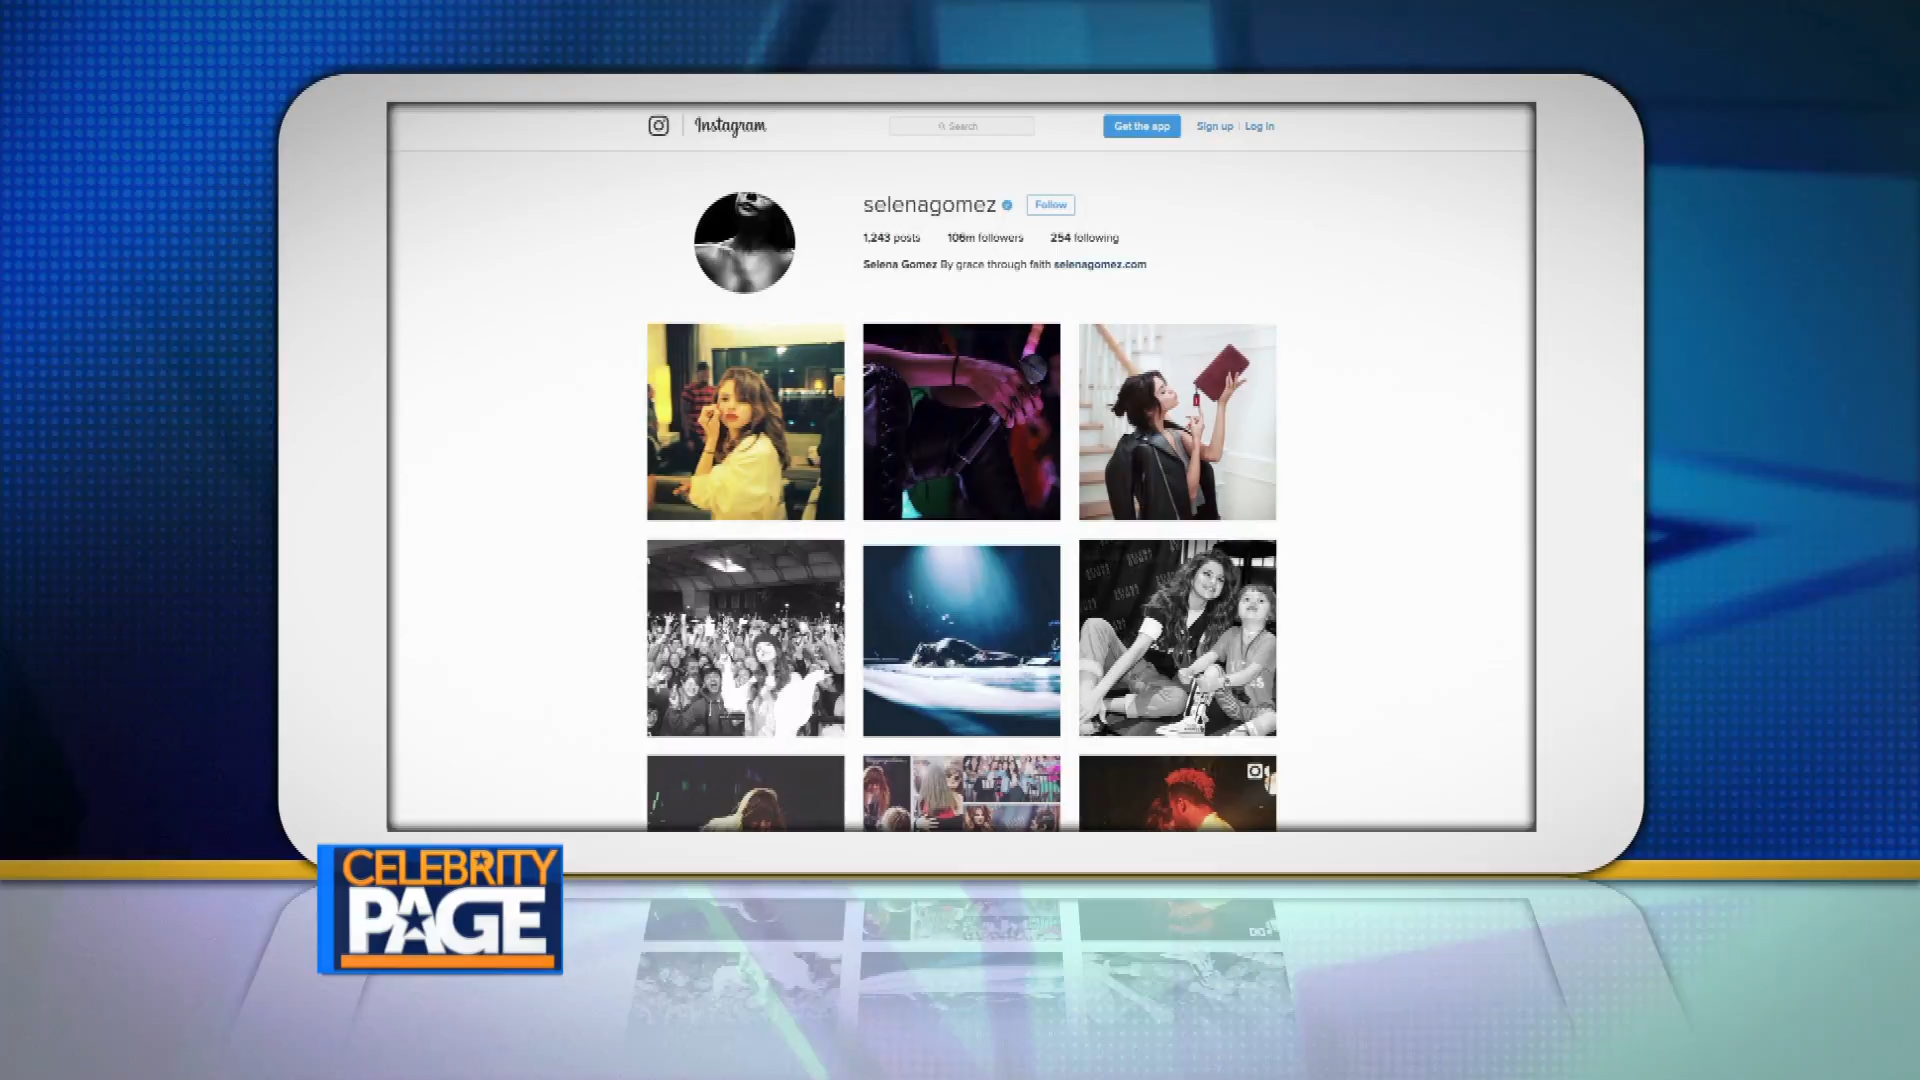 Instagram
Search
Get the app
Sign up | Log in
selenagomez
Follow
1,243 posts 106m followers 254 following
Selena Gomez By grace through faith selenagomez.com
CELEBRITY
PAGE